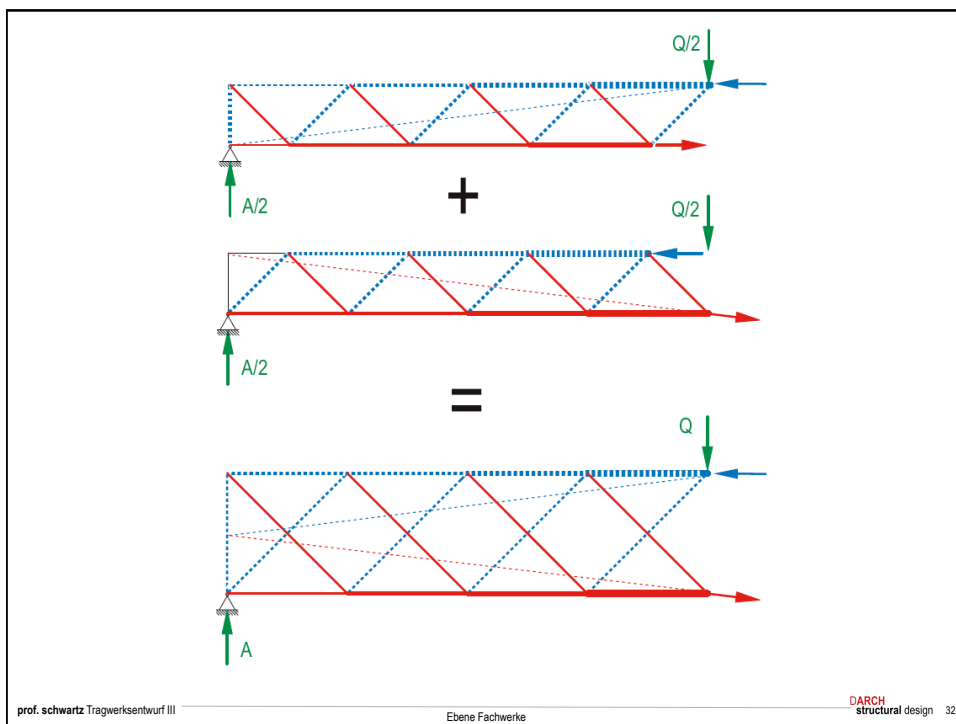 Q/2
A/2
+
Q/2
A/2
=
Q
A
prof. schwartz Tragwerksentwurf III
Ebene Fachwerke
DARCH
structural design 32